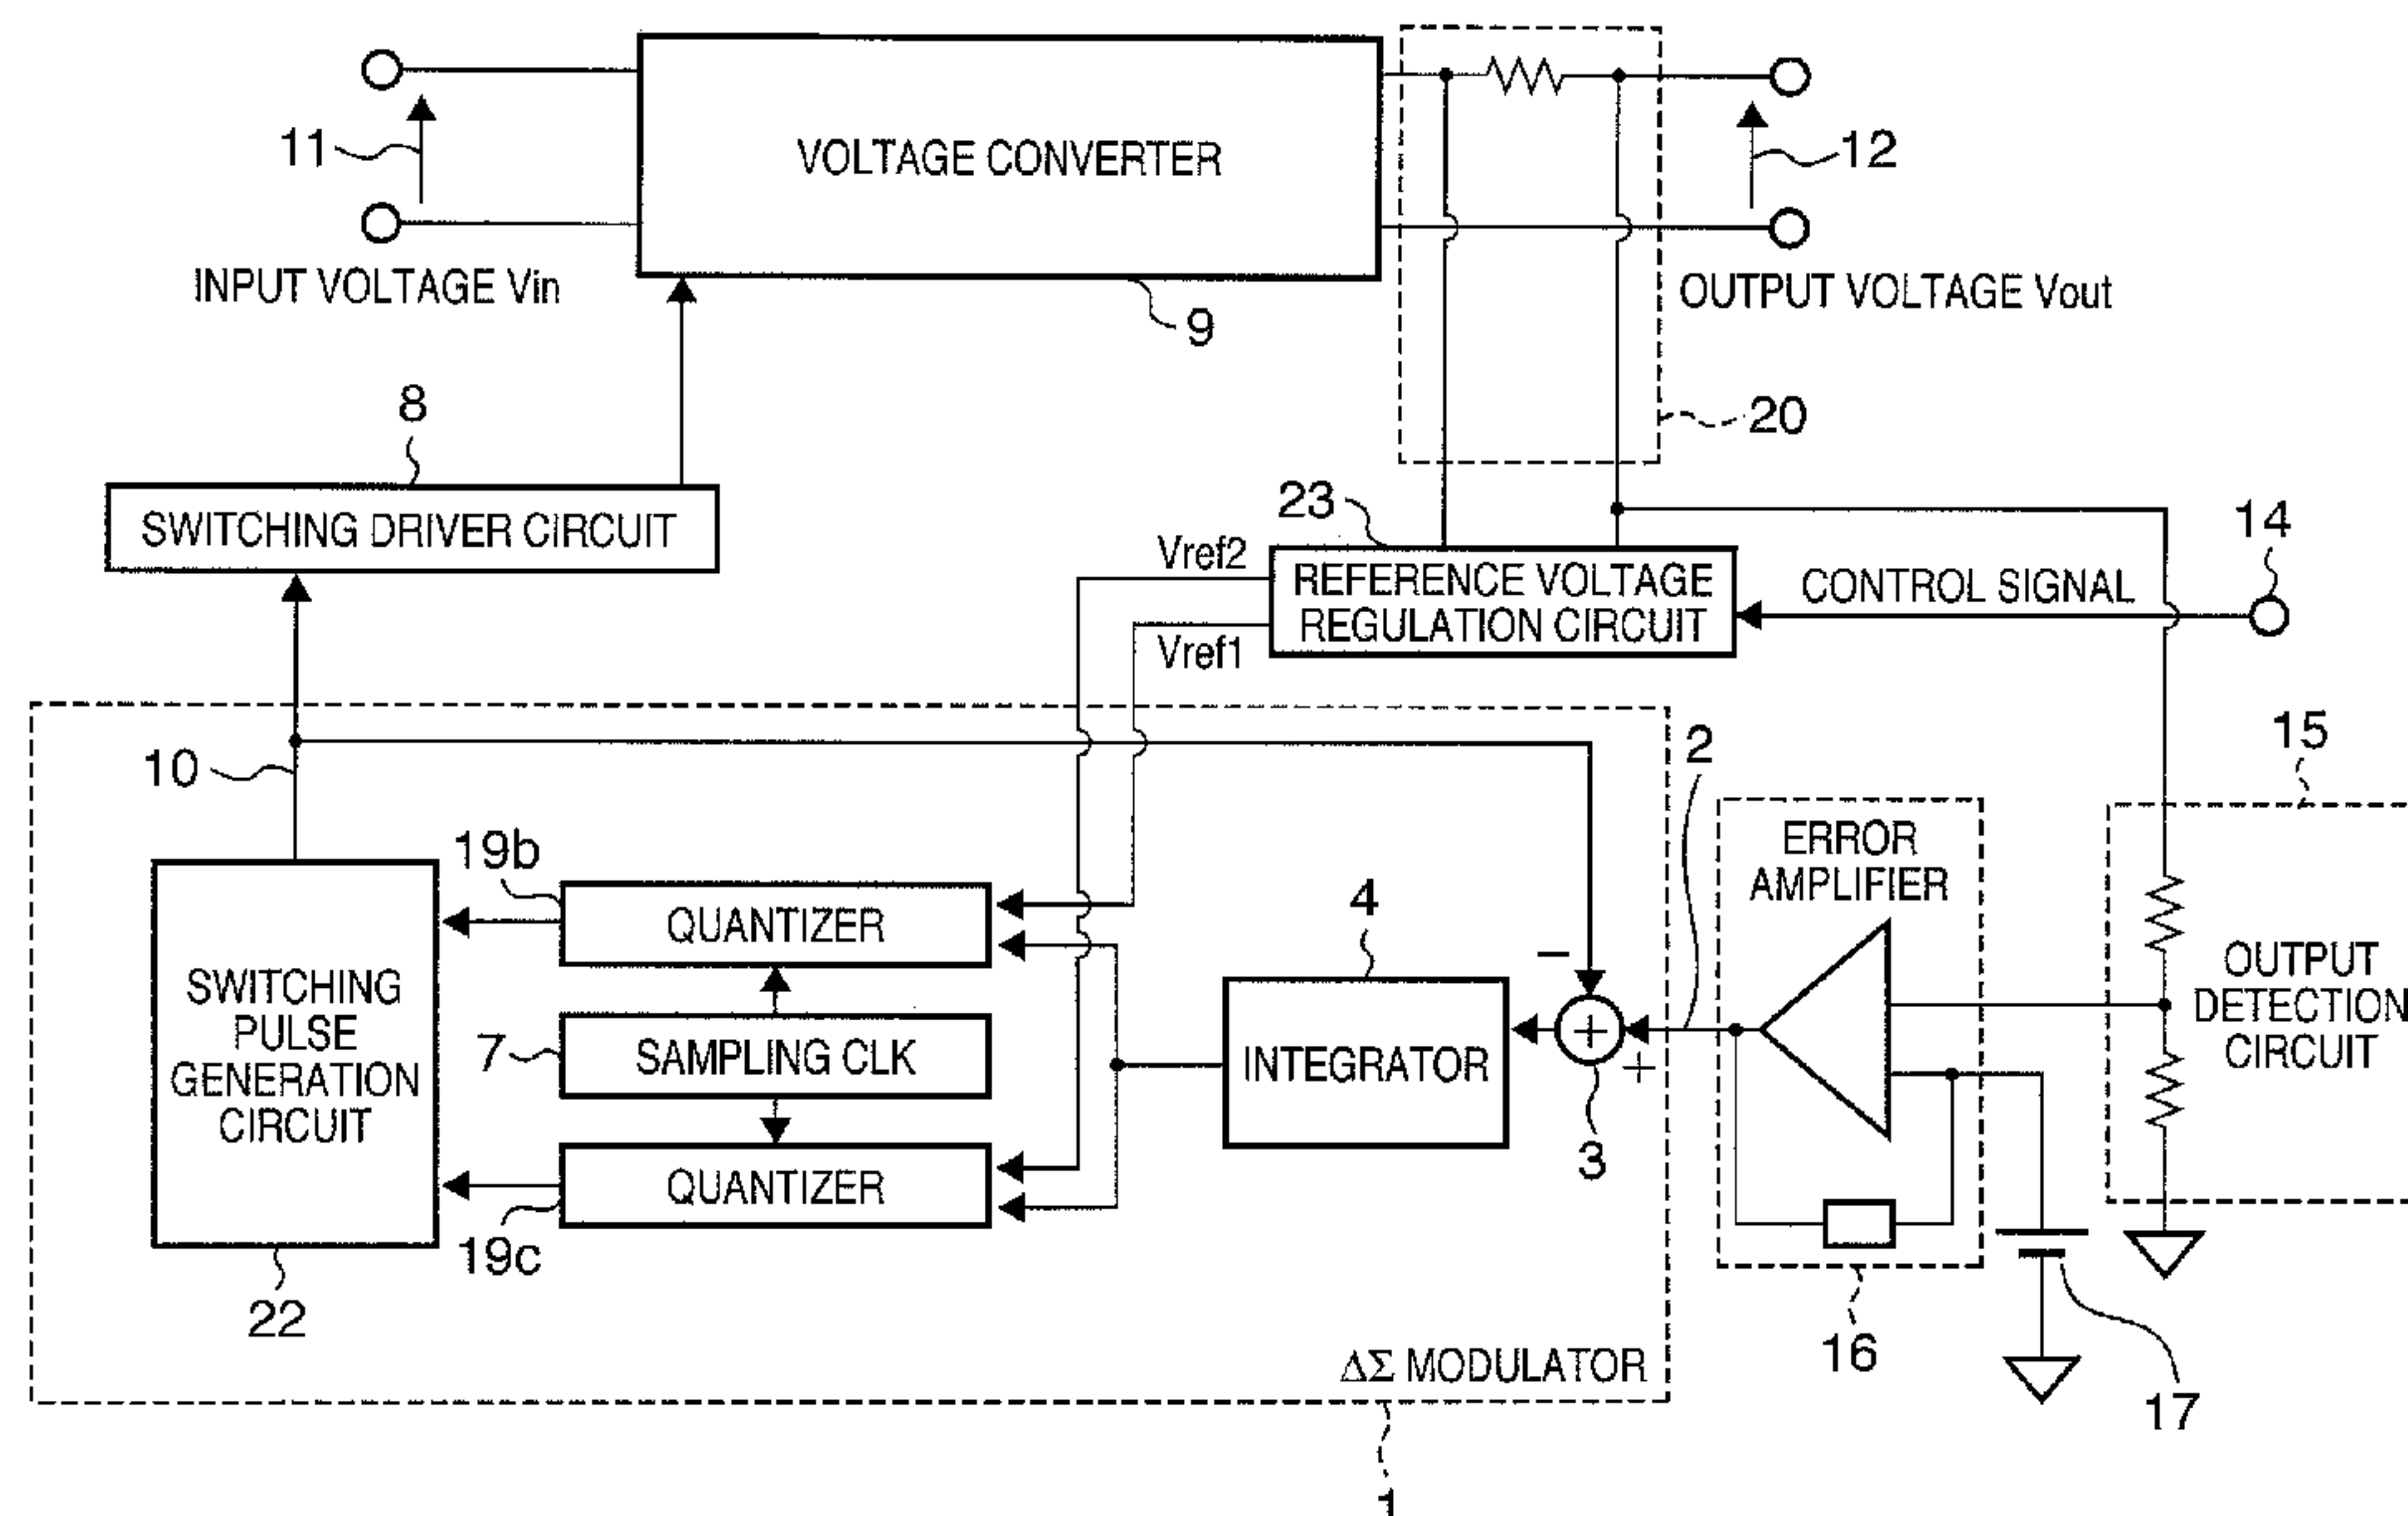 11
VOLTAGE CONVERTER
12
INPUT VOLTAGE Vin
OUTPUT VOLTAGE Vout
9
8
20
SWITCHING DRIVER CIRCUIT
23
14
Vref2
REFERENCE VOLTAGE
REGULATION CIRCUIT
CONTROL SIGNAL
Vref1
10
2
15
19b
ERROR
AMPLIFIER
QUANTIZER
4
−
SWITCHING
PULSE
GENERATION
CIRCUIT
7
SAMPLING CLK
INTEGRATOR
+
+
3
OUTPUT
DETECTION
CIRCUIT
QUANTIZER
19c
22
16
17
ΔΣ MODULATOR
1